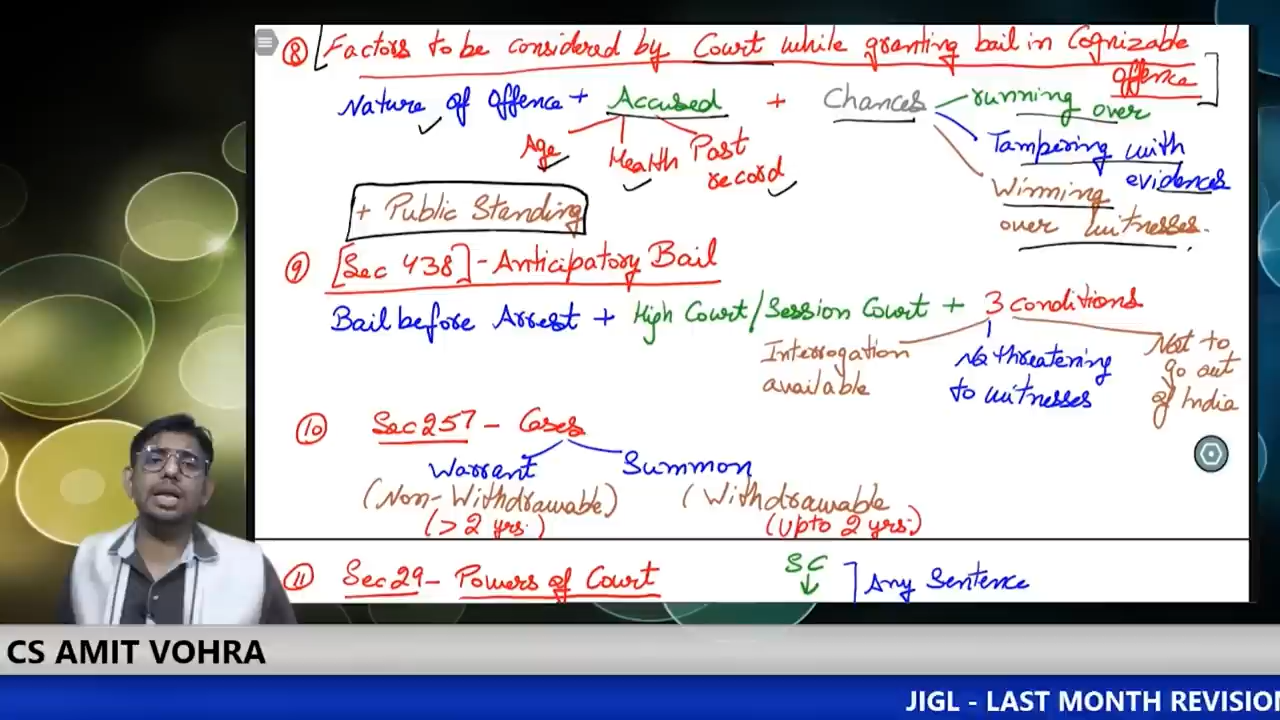 ⑧ [Factors to be considered by Court while granting bail in Cognizable offence]
Nature of Offence + Accused + Chances
running over
Tampering with evidences
Winning over witnesses.
Age
Health
Past record
+ Public Standing
⑨ [Sec 438] - Anticipatory Bail
Bail before Arrest + High Court/Session Court + 3 conditions
Interrogation available
No threatening to witnesses
Not to go out of India
⑩ Sec 257 - Cases
Warrant
Summon
(Non-Withdrawable)
(Withdrawable
(> 2 yrs.)
(Upto 2 yrs.)
⑪ Sec 29 - Powers of Court
SC
] Any Sentence
CS AMIT VOHRA
JIGL - LAST MONTH REVISION